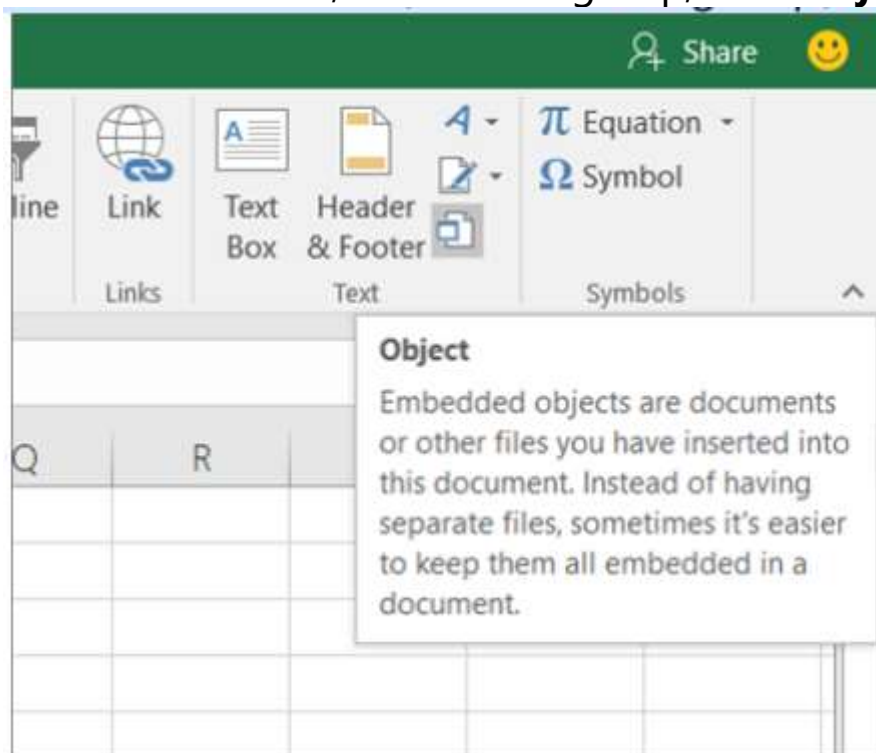 Share
line
Link
Text Box
Header & Footer
A
A
π Equation
Ω Symbol
Links
Text
Symbols
Object
Embedded objects are documents
or other files you have inserted into
this document. Instead of having
separate files, sometimes it's easier
to keep them all embedded in a
document.
Q
R